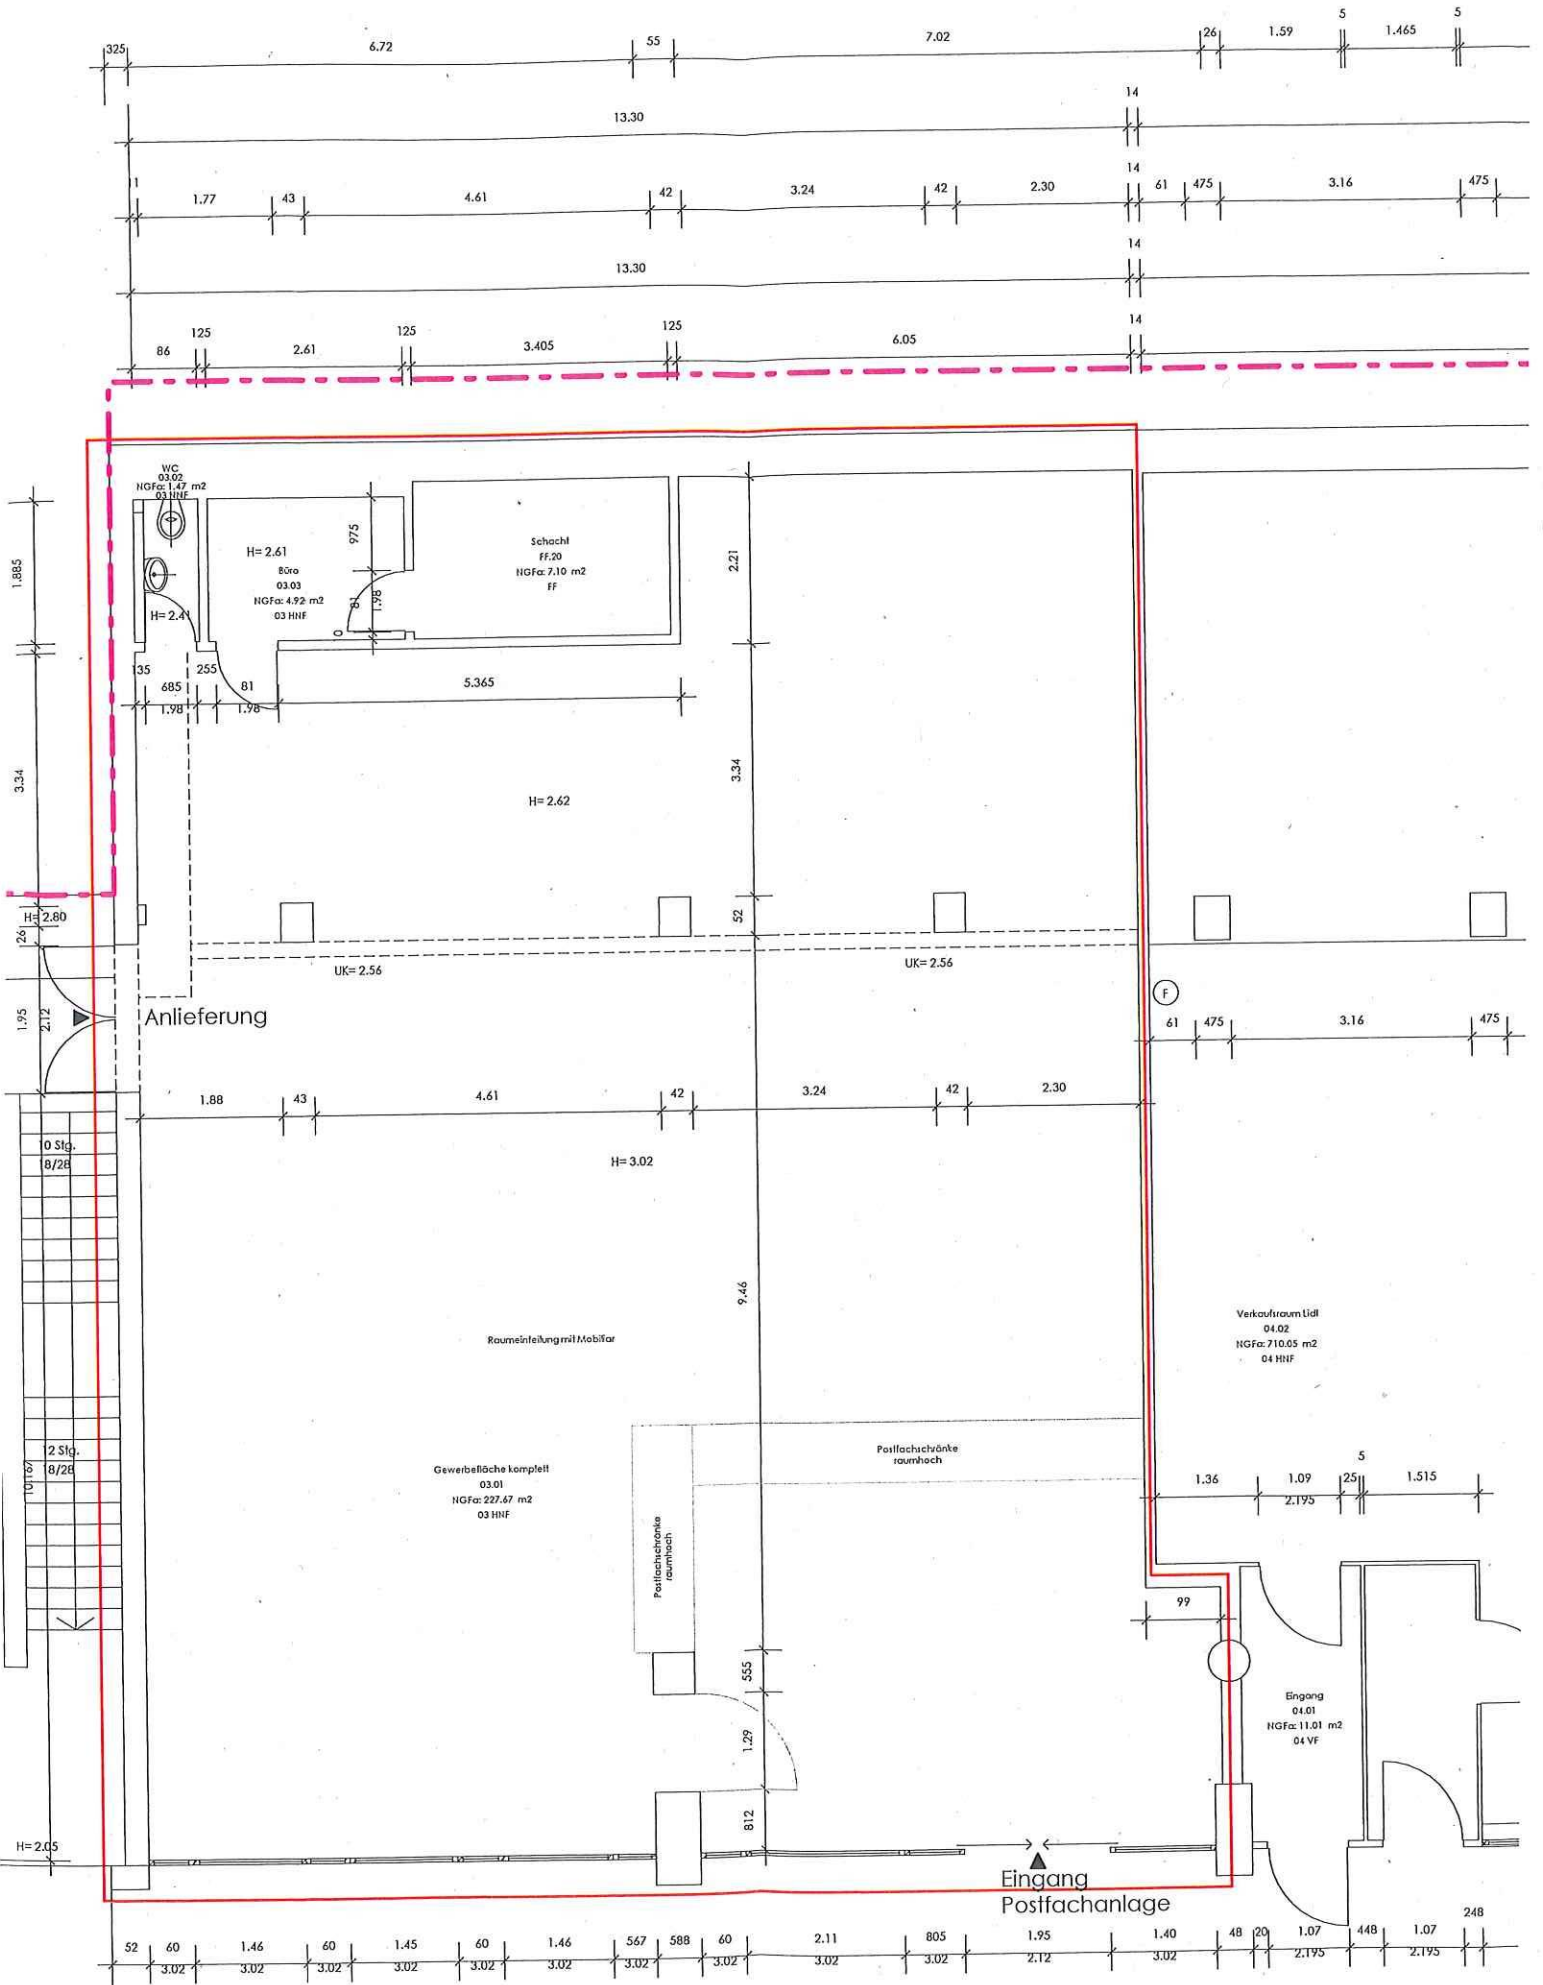 325 6.72 55 7.02 26 1.59 5 1.465 5
13.30 14
11 1.77 43 4.61 42 3.24 42 2.30 14 61 475 3.16 475
13.30 14
86 125 2.61 125 3.405 125 6.05 14
WC
03.02
NGFa: 1.47 m2
03 NNF
H= 2.41
H= 2.61
Büro
03.03
NGFa: 4.92 m2
03 HNF
975
81
1.98
Schacht
FF.20
NGFa: 7.10 m2
FF
2.21
1.885
135 685 255 81 5.365
1.98 1.98
3.34
3.34
H= 2.62
H= 2.80
26
52
UK= 2.56
UK= 2.56
F
1.95
2.12
Anlieferung
61 475 3.16 475
1.88 43 4.61 42 3.24 42 2.30
10 Stg.
18/28
H= 3.02
9.46
Raumeinteilung mit Mobiliar
Verkaufsraum Lidl
04.02
NGFa: 710.05 m2
04 HNF
12 Stg.
18/28
10.167
Gewerbefläche komplett
03.01
NGFa: 227.67 m2
03 HNF
Postfachschränke
raumhoch
Postfachschränke
raumhoch
1.36 1.09 25 5 1.515
2.195
99
555
1.29
812
Eingang
04.01
NGFa: 11.01 m2
04 VF
H= 2.05
Eingang
Postfachanlage
52 60 1.46 60 1.45 60 1.46 567 588 60 2.11 805 1.95 1.40 48 20 1.07 448 1.07 248
3.02 3.02 3.02 3.02 3.02 3.02 3.02 3.02 3.02 3.02 2.12 3.02 2.195 2.195